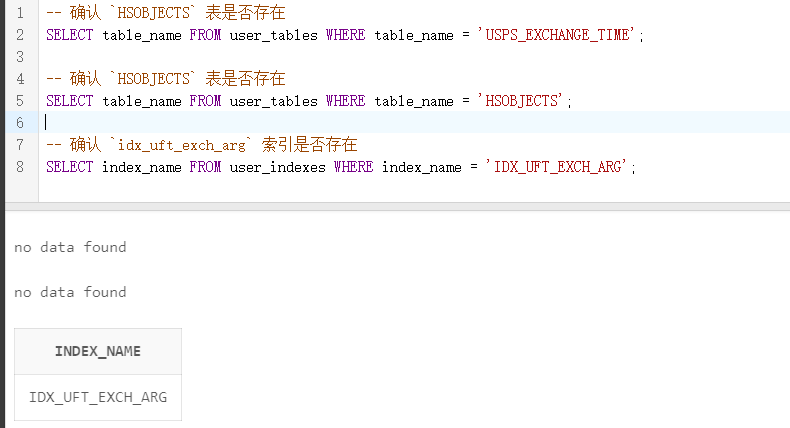 1 -- 确认 `HSOBJECTS` 表是否存在
2 SELECT table_name FROM user_tables WHERE table_name = 'USPS_EXCHANGE_TIME';
3
4 -- 确认 `HSOBJECTS` 表是否存在
5 SELECT table_name FROM user_tables WHERE table_name = 'HSOBJECTS';
6
7 -- 确认 `idx_uft_exch_arg` 索引是否存在
8 SELECT index_name FROM user_indexes WHERE index_name = 'IDX_UFT_EXCH_ARG';
no data found
no data found
INDEX_NAME
IDX_UFT_EXCH_ARG